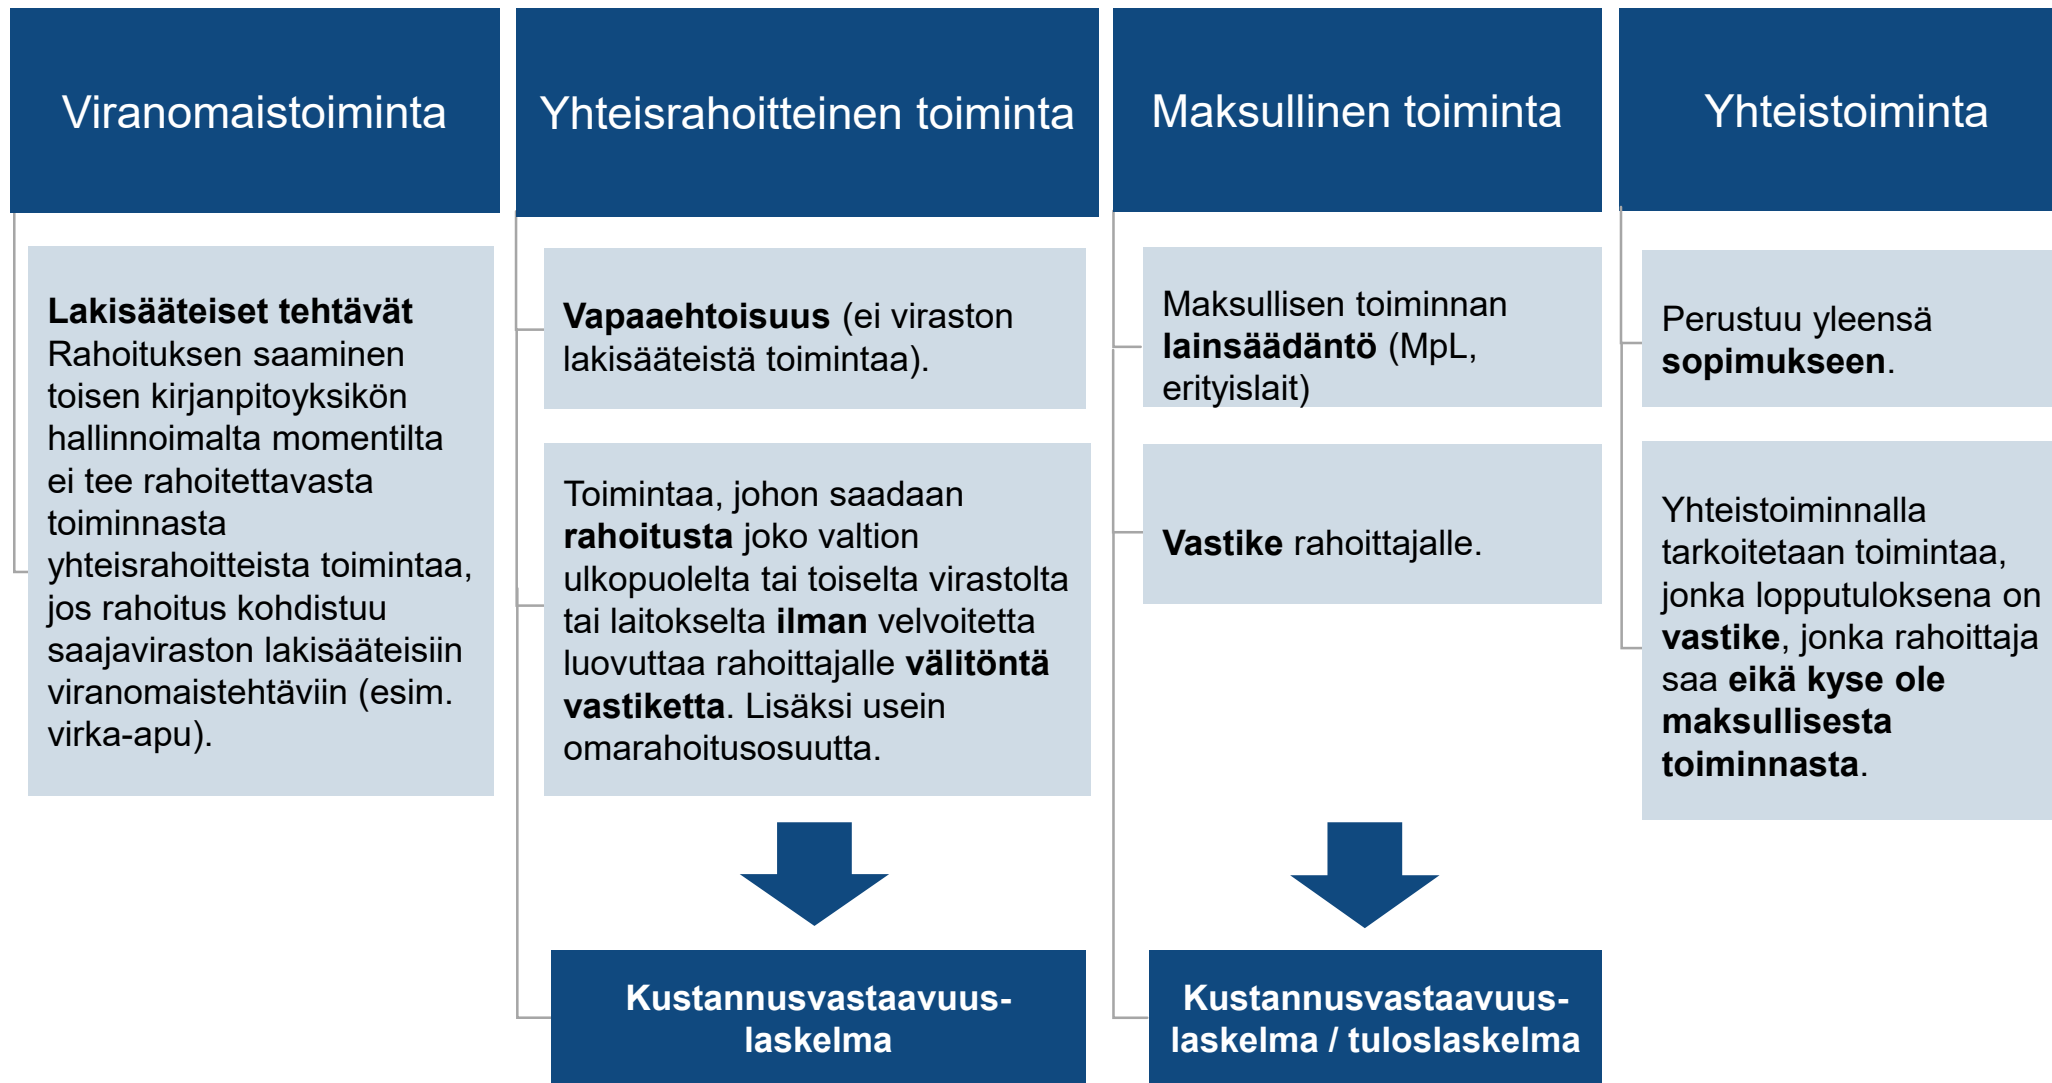 Viranomaistoiminta
Lakisääteiset tehtävät
Rahoituksen saaminen
toisen kirjanpitoyksikön
hallinnoimalta momentilta
ei tee rahoitettavasta
toiminnasta
yhteisrahoitteista toimintaa,
jos rahoitus kohdistuu
saajaviraston lakisääteisiin
viranomaistehtäviin (esim.
virka-apu).
Yhteisrahoitteinen toiminta
Vapaaehtoisuus (ei viraston
lakisääteistä toimintaa).
Toimintaa, johon saadaan
rahoitusta joko valtion
ulkopuolelta tai toiselta virastolta
tai laitokselta ilman velvoitetta
luovuttaa rahoittajalle välitöntä
vastiketta. Lisäksi usein
omarahoitusosuutta.
Kustannusvastaavuus-
laskelma
Maksullinen toiminta
Maksullisen toiminnan
lainsäädäntö (MpL,
erityislait)
Vastike rahoittajalle.
Kustannusvastaavuus-
laskelma / tuloslaskelma
Yhteistoiminta
Perustuu yleensä
sopimukseen.
Yhteistoiminnalla
tarkoitetaan toimintaa,
jonka lopputuloksena on
vastike, jonka rahoittaja
saa eikä kyse ole
maksullisesta
toiminnasta.